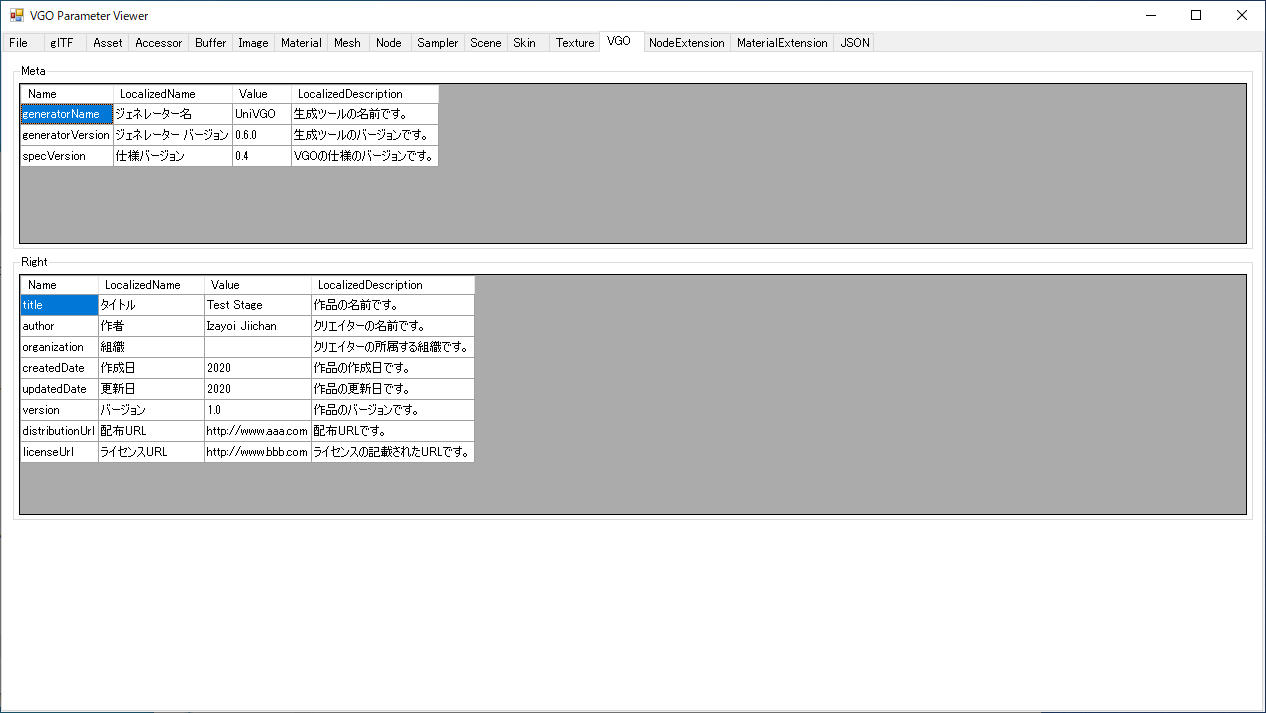 VGO Parameter Viewer
File glTF Asset Accessor Buffer Image Material Mesh Node Sampler Scene Skin Texture VGO NodeExtension MaterialExtension JSON
Meta
Name LocalizedName Value LocalizedDescription
generatorName ジェネレーター名 UniVGO 生成ツールの名前です。
generatorVersion ジェネレーター バージョン 0.6.0 生成ツールのバージョンです。
specVersion 仕様バージョン 0.4 VGOの仕様のバージョンです。
Right
Name LocalizedName Value LocalizedDescription
title タイトル Test Stage 作品の名前です。
author 作者 Izayoi Jiichan クリエイターの名前です。
organization 組織 クリエイターの所属する組織です。
createdDate 作成日 2020 作品の作成日です。
updatedDate 更新日 2020 作品の更新日です。
version バージョン 1.0 作品のバージョンです。
distributionUrl 配布URL http://www.aaa.com 配布URLです。
licenseUrl ライセンスURL http://www.bbb.com ライセンスの記載されたURLです。